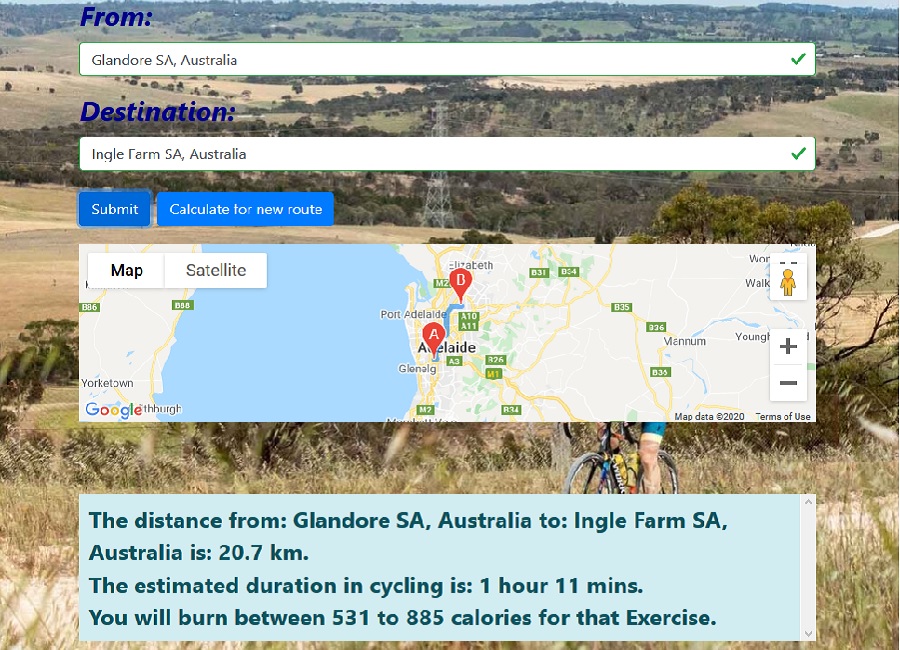 From:
Glandore SA, Australia
Destination:
Ingle Farm SA, Australia
Submit Calculate for new route
Map Satellite
Elizabeth
B
M2
B31 B34
Walk
B86
B88
Port Adelaide
A10
A11
B35
A
B36
Adelaide
Mannum
Young
Glenelg
A3
B26
M1
B35
Yorketown
Google
thburgh
M2
B34
Map data ©2020 Terms of Use
The distance from: Glandore SA, Australia to: Ingle Farm SA,
Australia is: 20.7 km.
The estimated duration in cycling is: 1 hour 11 mins.
You will burn between 531 to 885 calories for that Exercise.